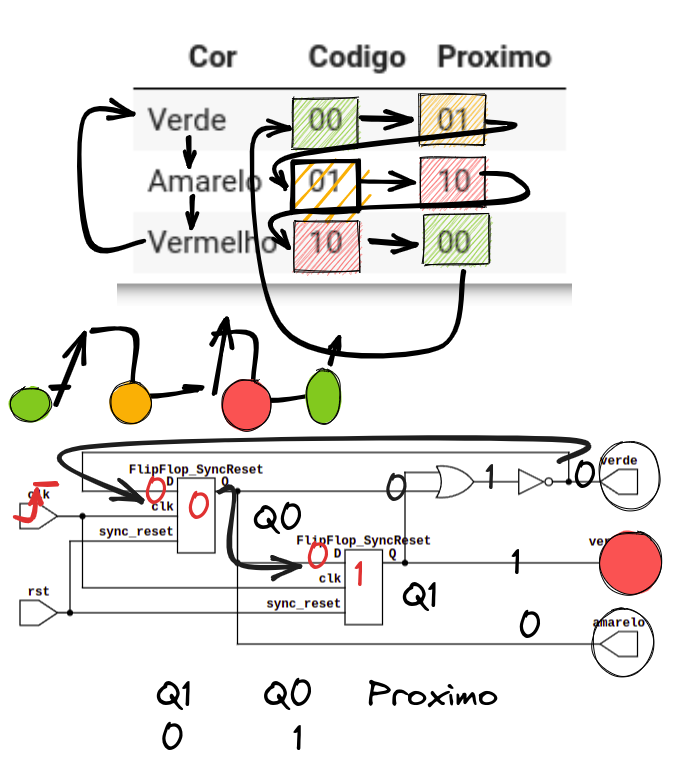 Cor Codigo Proximo
Verde 00 01
Amarelo 01 10
Vermelho 10 00
FlipFlop_SyncReset
0 D Q
0
clk
clk
sync_reset
Q0
0 1 0 verde
FlipFlop_SyncReset
0 D Q
1
clk
sync_reset
Q1
1 ver
rst
0 amarelo
Q1 Q0 Proximo
0 1